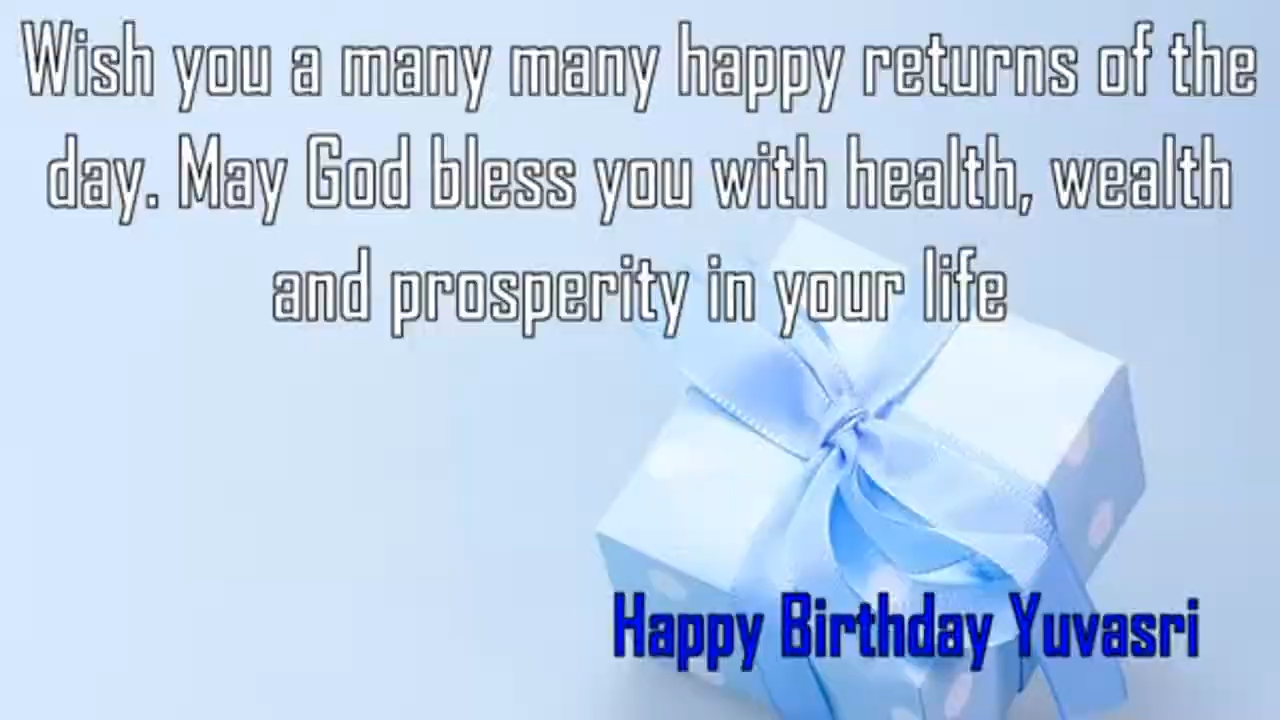 Wish you a many many happy returns of the
day. May God bless you with health, wealth
and prosperity in your life
Happy Birthday Yuvasri